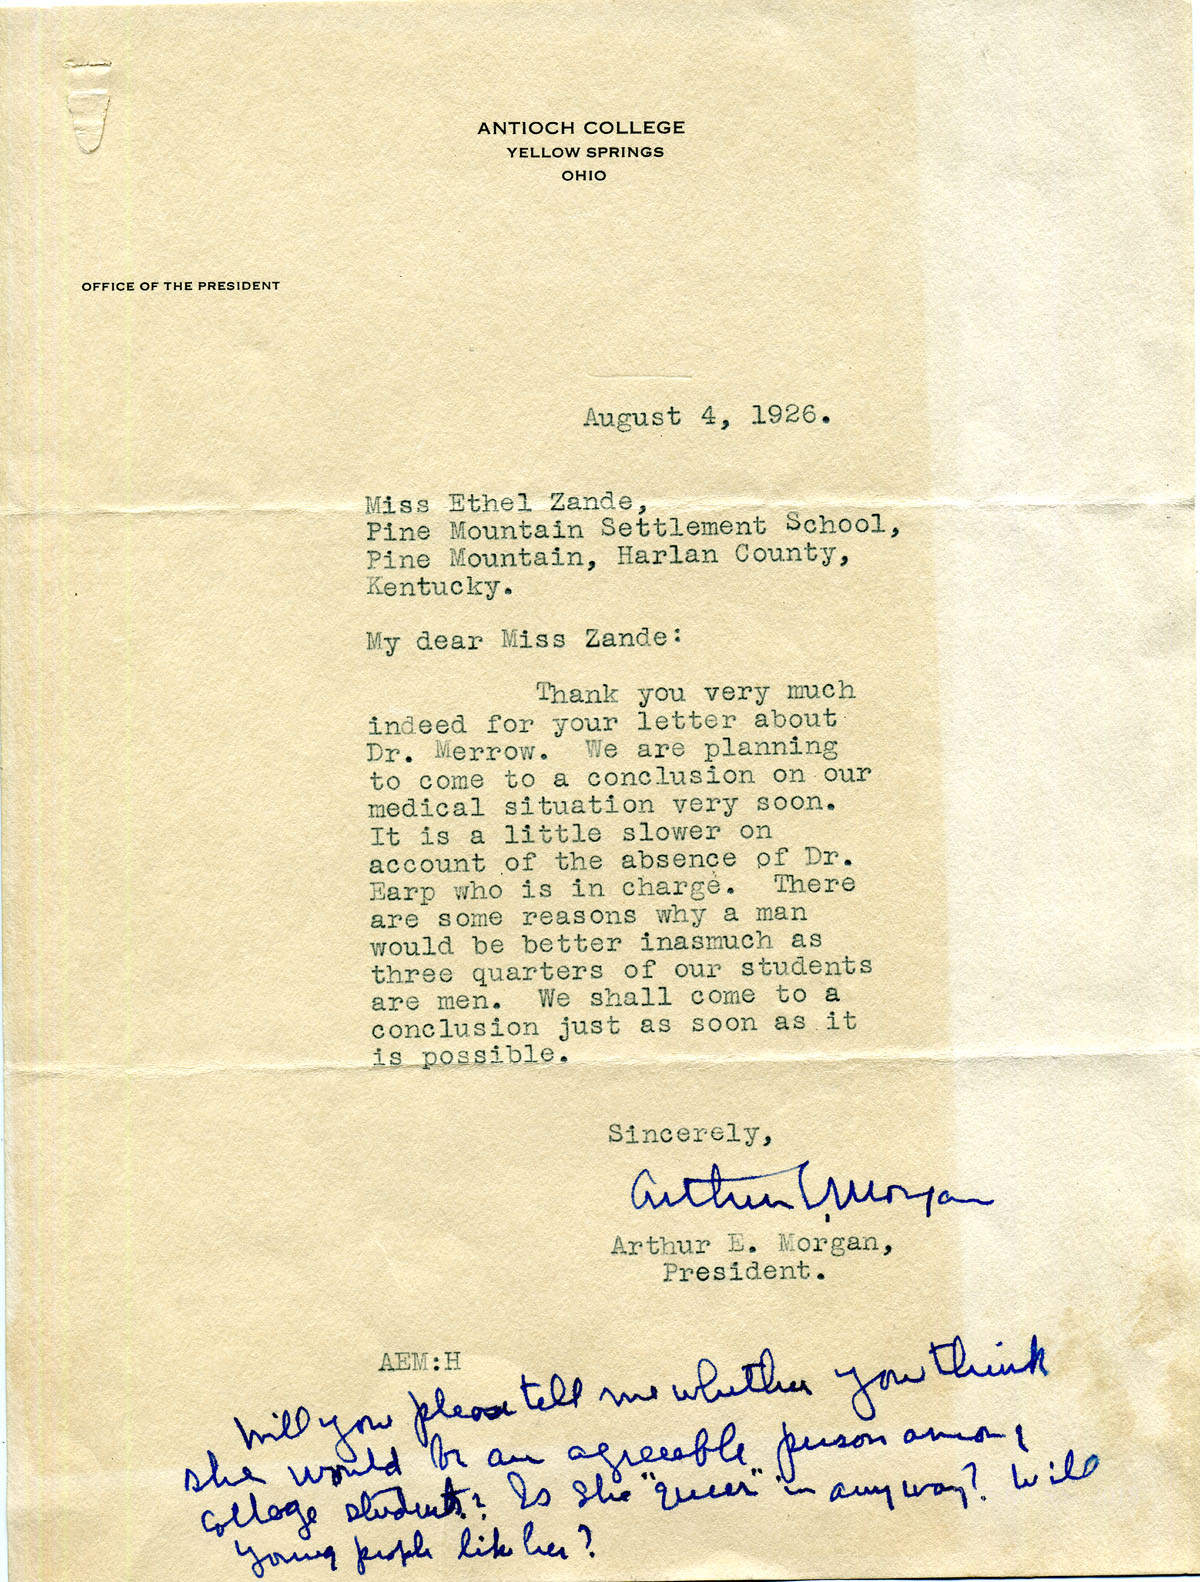 ANTIOCH COLLEGE
YELLOW SPRINGS
OHIO
OFFICE OF THE PRESIDENT
August 4, 1926.
Miss Ethel Zande,
Pine Mountain Settlement School,
Pine Mountain, Harlan County,
Kentucky.
My dear Miss Zande:
Thank you very much
indeed for your letter about
Dr. Merrow. We are planning
to come to a conclusion on our
medical situation very soon.
It is a little slower on
account of the absence of Dr.
Earp who is in charge. There
are some reasons why a man
would be better inasmuch as
three quarters of our students
are men. We shall come to a
conclusion just as soon as it
is possible.
Sincerely,
Arthur E. Morgan
Arthur E. Morgan,
President.
AEM:H
Will you please tell me whether you think
she would be an agreeable person among
college students? Is she "queer" in any way? Will
young people like her?